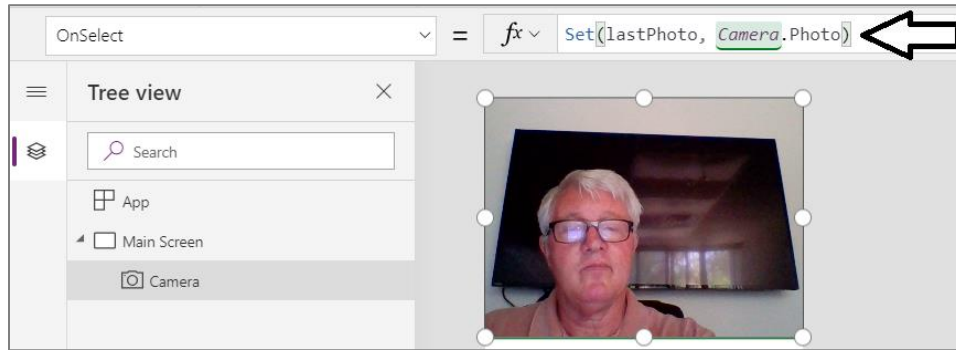 OnSelect = fx Set(lastPhoto, Camera.Photo)
Tree view
Search
App
Main Screen
Camera